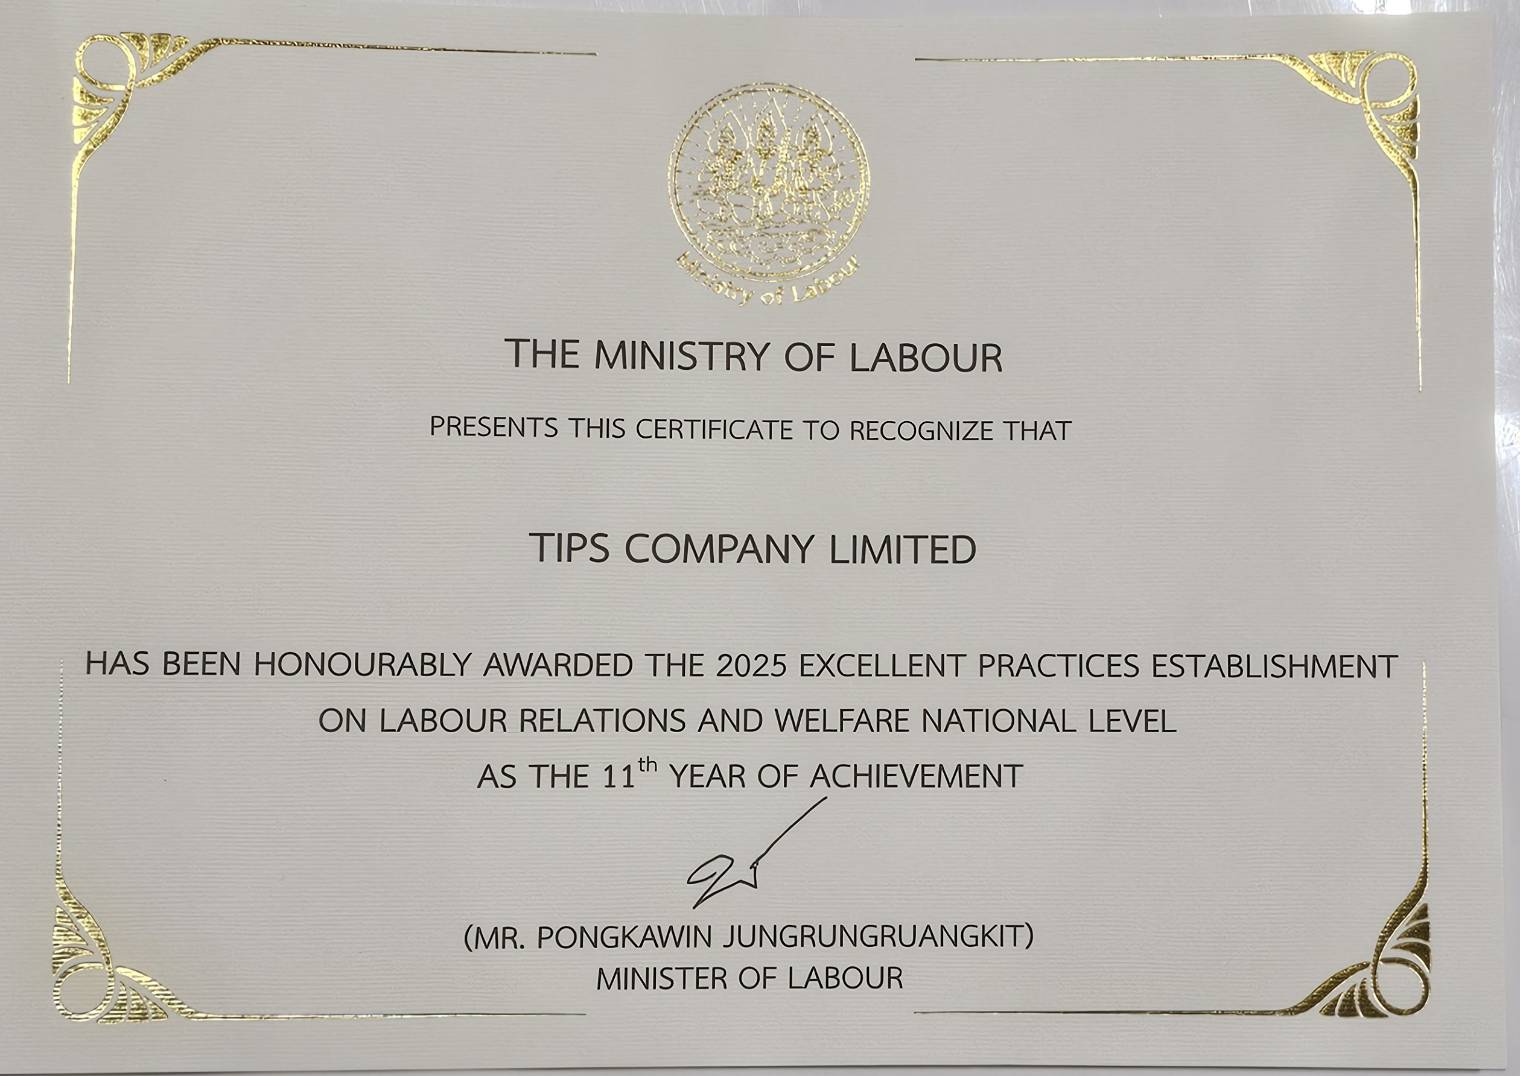 Ministry of Labour
THE MINISTRY OF LABOUR
PRESENTS THIS CERTIFICATE TO RECOGNIZE THAT
TIPS COMPANY LIMITED
HAS BEEN HONOURABLY AWARDED THE 2025 EXCELLENT PRACTICES ESTABLISHMENT
ON LABOUR RELATIONS AND WELFARE NATIONAL LEVEL
AS THE 11th YEAR OF ACHIEVEMENT
(MR. PONGKAWIN JUNGRUNGRUANGKIT)
MINISTER OF LABOUR